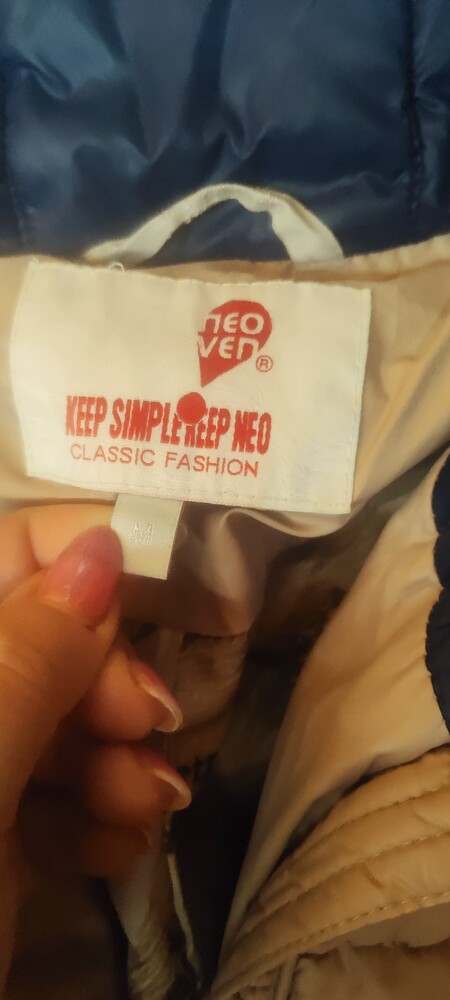 neo
ven®
KEEP SIMPLE KEEP NEO
CLASSIC FASHION
M